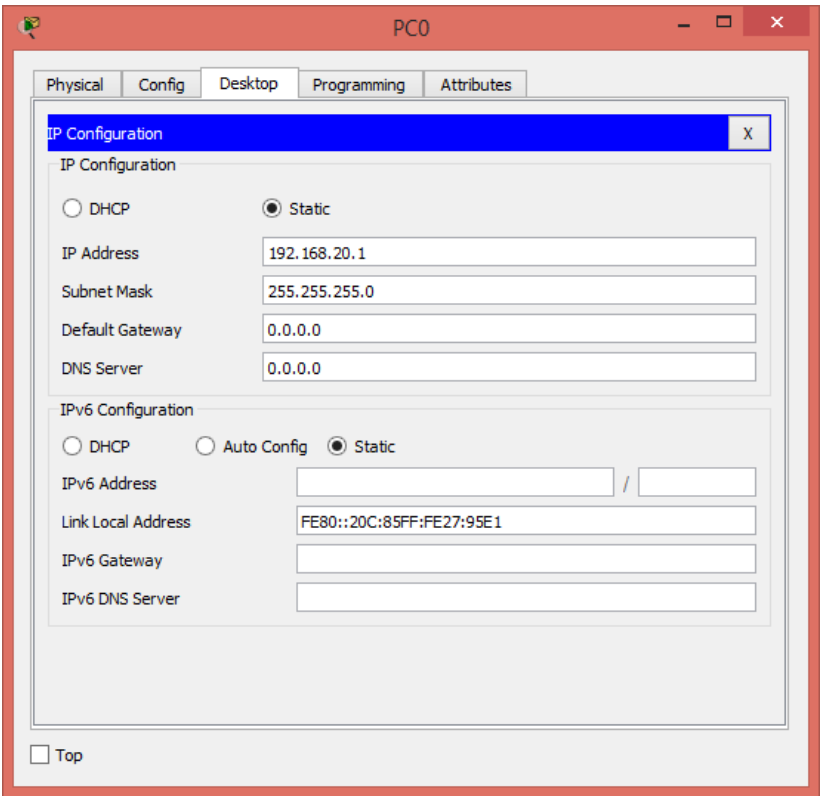 PC0
Physical Config Desktop Programming Attributes
IP Configuration X
IP Configuration
DHCP Static
IP Address 192.168.20.1
Subnet Mask 255.255.255.0
Default Gateway 0.0.0.0
DNS Server 0.0.0.0
IPv6 Configuration
DHCP Auto Config Static
IPv6 Address /
Link Local Address FE80::20C:85FF:FE27:95E1
IPv6 Gateway
IPv6 DNS Server
Top